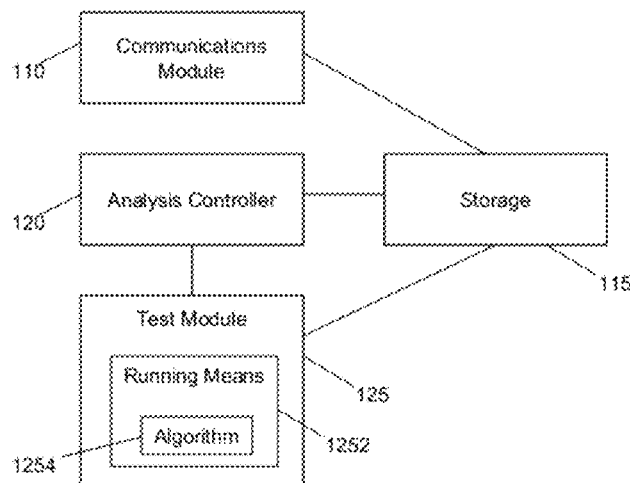 Communications
Module
110
Analysis Controller
Storage
120
115
Test Module
Running Means
125
Algorithm
1252
1254